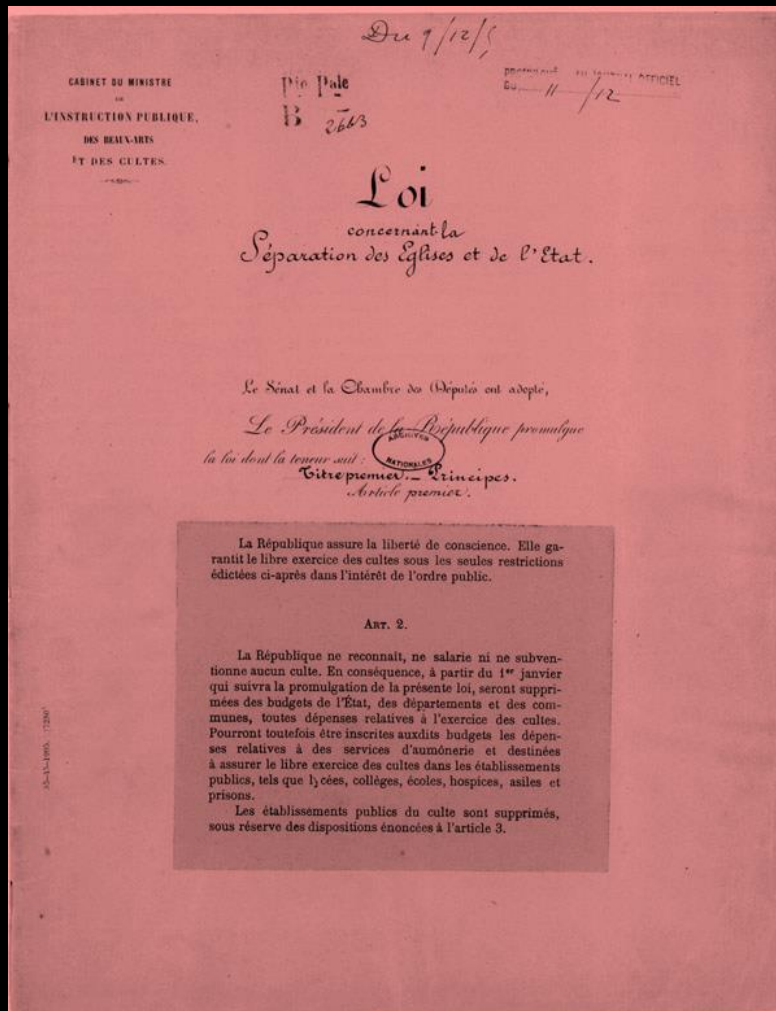 Du 9/12/5
CABINET DU MINISTRE
DE
L'INSTRUCTION PUBLIQUE,
DES BEAUX-ARTS
ET DES CULTES.
Pie Pale
B 2663
PROMULGUÉ AU JOURNAL OFFICIEL
DU 11/12
Loi
concernant la
Séparation des Eglises et de l'Etat.
Le Sénat et la Chambre des Députés ont adopté,
Le Président de la République promulgue
la loi dont la teneur suit :
ARCHIVES
NATIONALES
Titre premier. _ Principes.
Article premier.
La République assure la liberté de conscience. Elle ga-
rantit le libre exercice des cultes sous les seules restrictions
édictées ci-après dans l'intérêt de l'ordre public.
ART. 2.
La République ne reconnaît, ne salarie ni ne subven-
tionne aucun culte. En conséquence, à partir du 1er janvier
qui suivra la promulgation de la présente loi, seront suppri-
mées des budgets de l'État, des départements et des com-
munes, toutes dépenses relatives à l'exercice des cultes.
Pourront toutefois être inscrites auxdits budgets les dépen-
ses relatives à des services d'aumônerie et destinées
à assurer le libre exercice des cultes dans les établissements
publics, tels que lycées, collèges, écoles, hospices, asiles et
prisons.
Les établissements publics du culte sont supprimés,
sous réserve des dispositions énoncées à l'article 3.